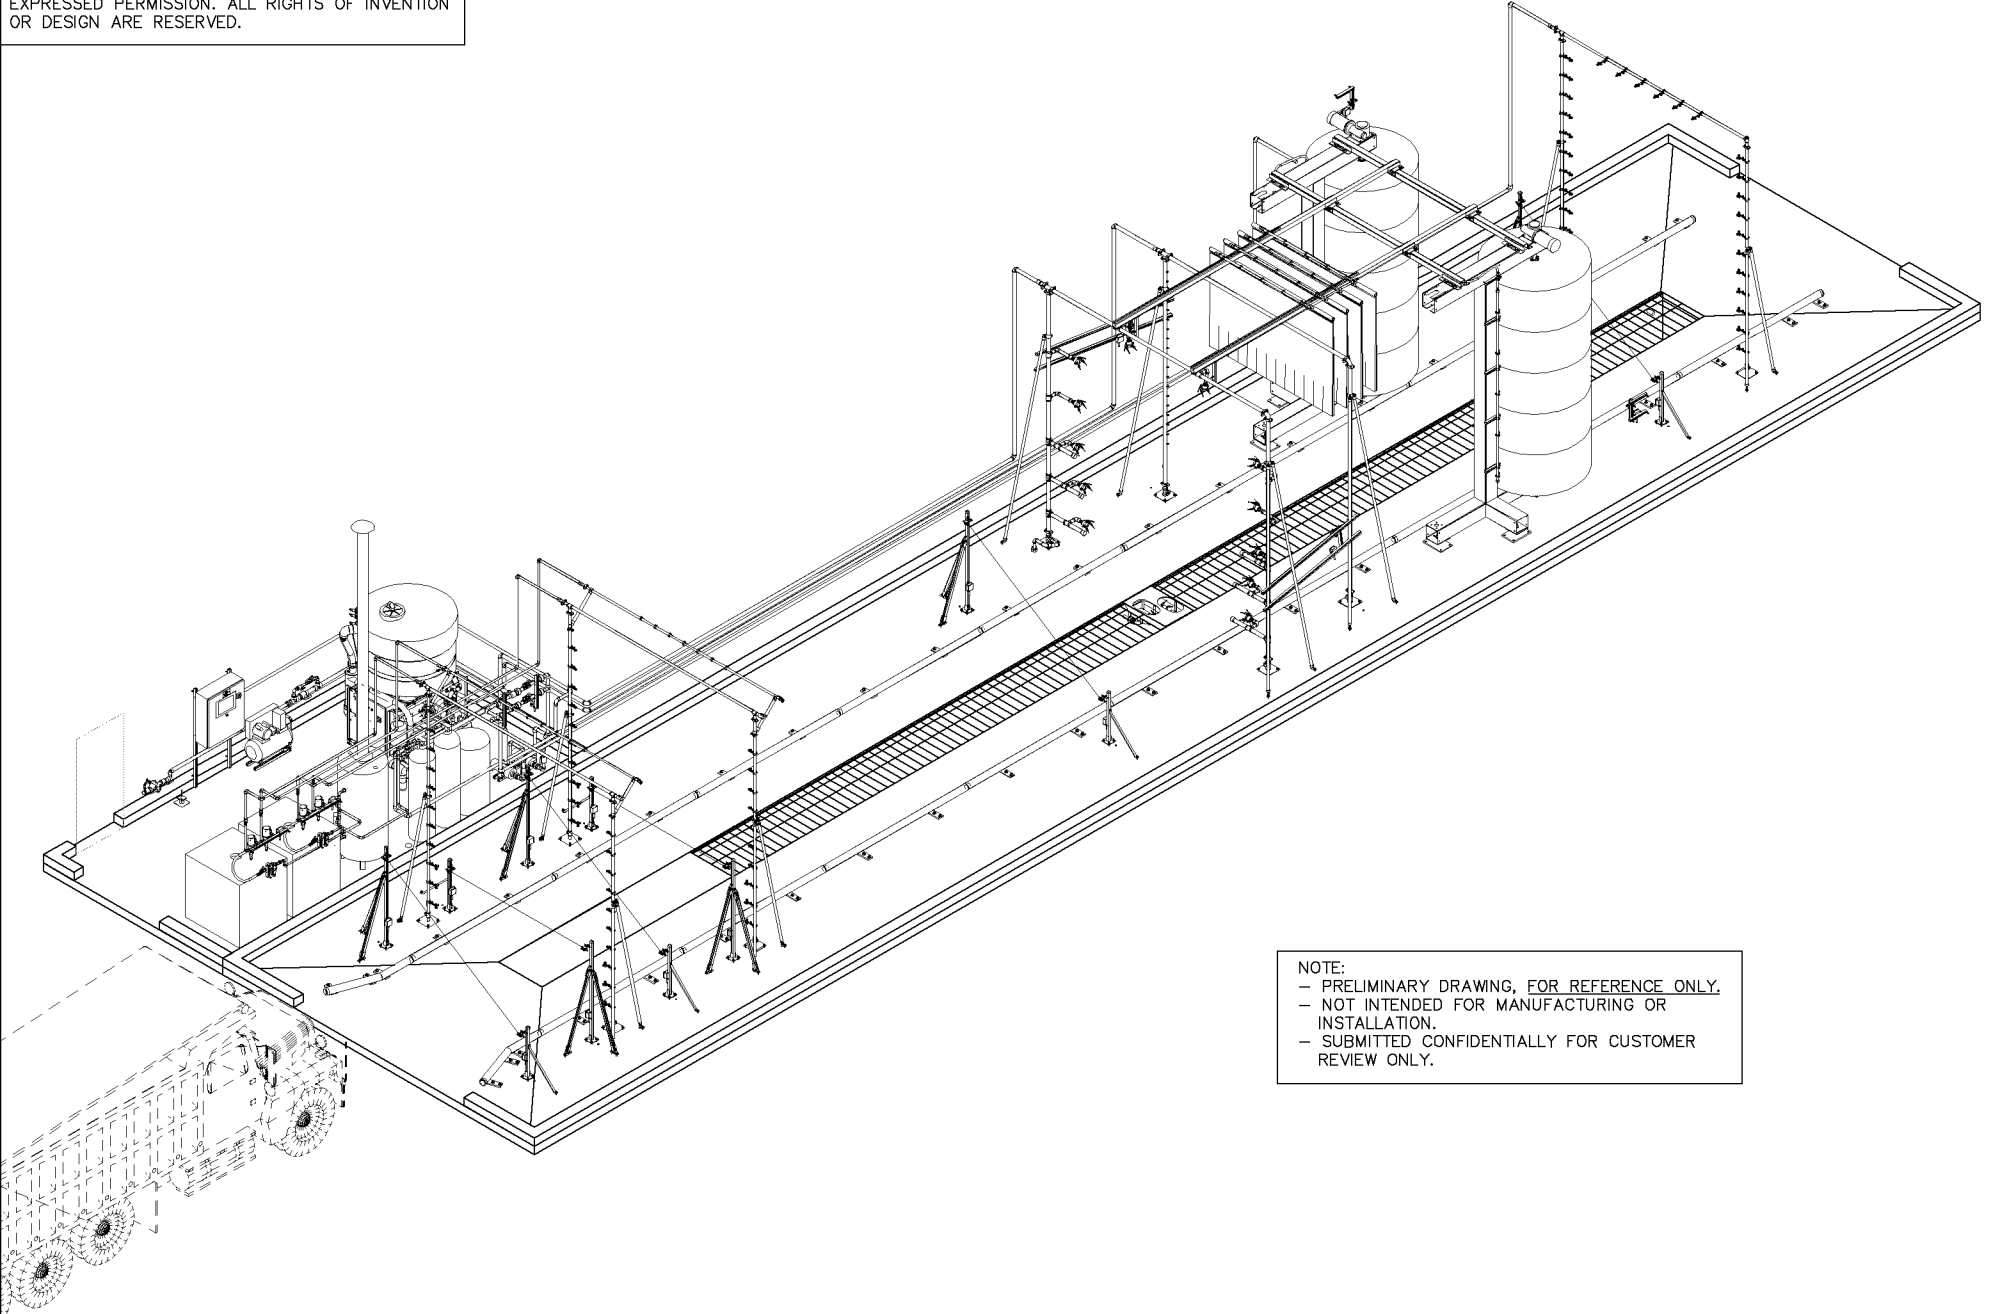 EXPRESSED PERMISSION. ALL RIGHTS OF INVENTION
OR DESIGN ARE RESERVED.
NOTE:
– PRELIMINARY DRAWING, FOR REFERENCE ONLY.
– NOT INTENDED FOR MANUFACTURING OR
INSTALLATION.
– SUBMITTED CONFIDENTIALLY FOR CUSTOMER
REVIEW ONLY.